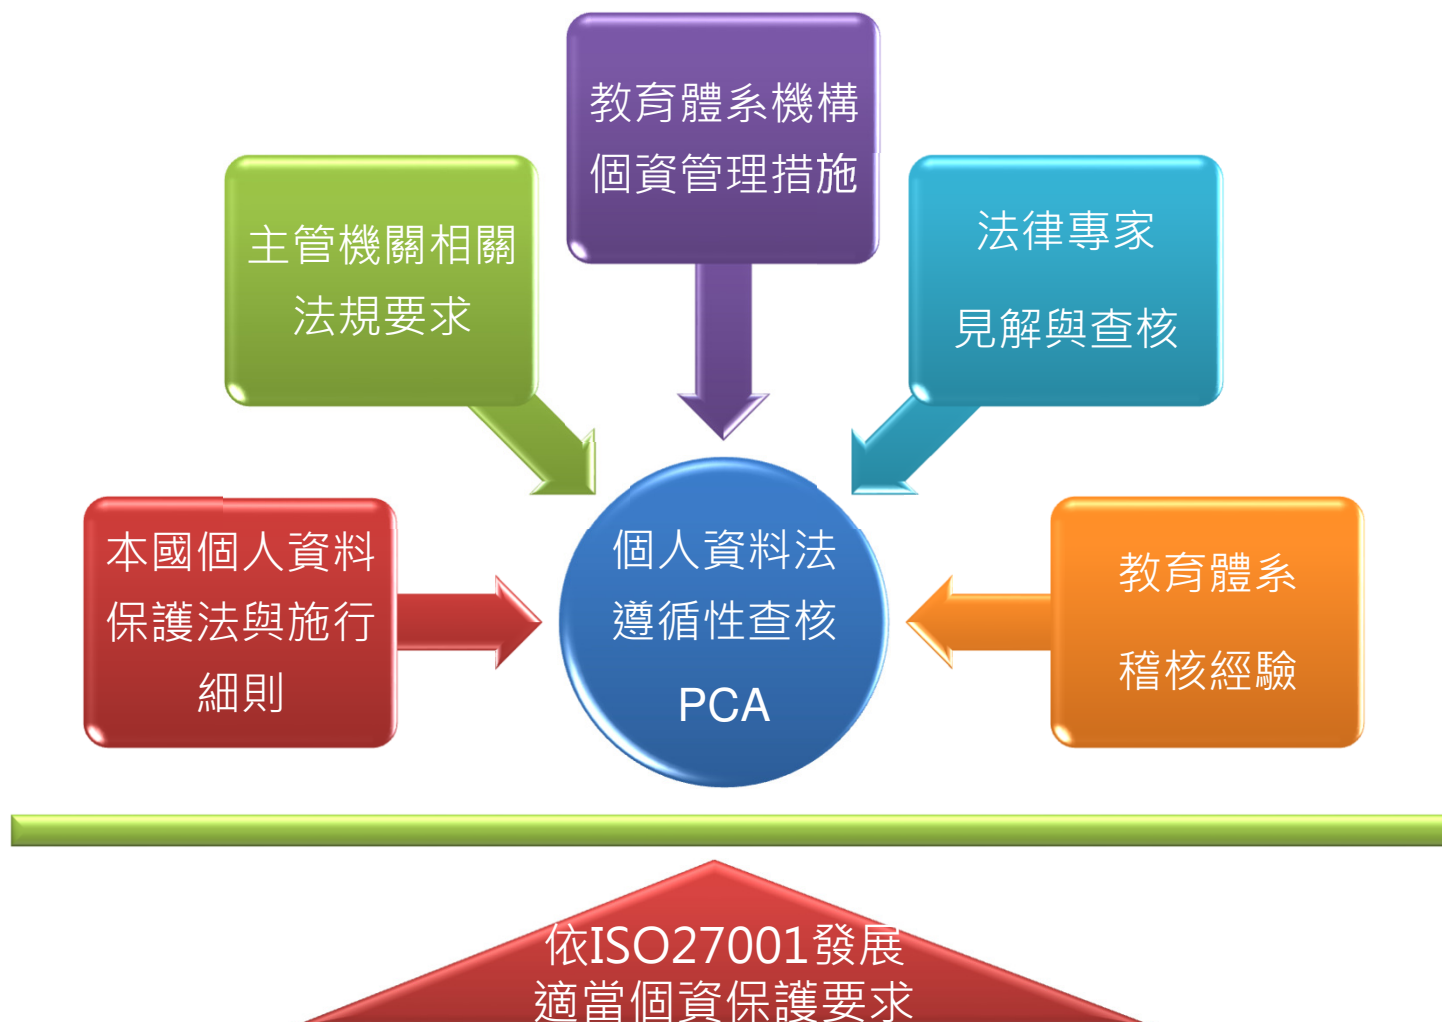 教育體系機構
個資管理措施
主管機關相關
法規要求
法律專家
見解與查核
本國個人資料
保護法與施行
細則
個人資料法
遵循性查核
PCA
教育體系
稽核經驗
依ISO27001發展
適當個資保護要求